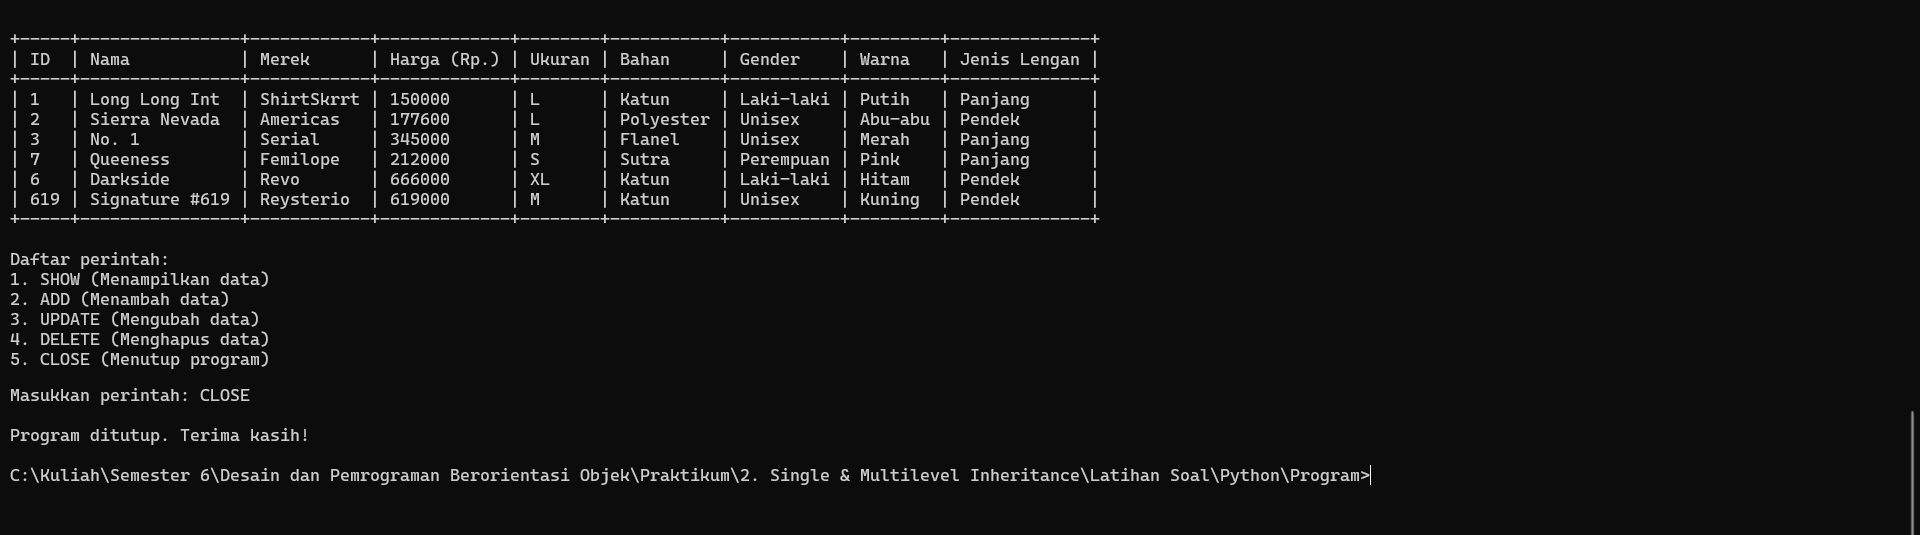 +-----+----------------+------------+-------------+--------+-----------+-----------+---------+--------------+
| ID  | Nama           | Merek      | Harga (Rp.) | Ukuran | Bahan     | Gender    | Warna   | Jenis Lengan |
+-----+----------------+------------+-------------+--------+-----------+-----------+---------+--------------+
| 1   | Long Long Int  | ShirtSkrrt | 150000      | L      | Katun     | Laki-laki | Putih   | Panjang      |
| 2   | Sierra Nevada  | Americas   | 177600      | L      | Polyester | Unisex    | Abu-abu | Pendek       |
| 3   | No. 1          | Serial     | 345000      | M      | Flanel    | Unisex    | Merah   | Panjang      |
| 7   | Queeness       | Femilope   | 212000      | S      | Sutra     | Perempuan | Pink    | Panjang      |
| 6   | Darkside       | Revo       | 666000      | XL     | Katun     | Laki-laki | Hitam   | Pendek       |
| 619 | Signature #619 | Reysterio  | 619000      | M      | Katun     | Unisex    | Kuning  | Pendek       |
+-----+----------------+------------+-------------+--------+-----------+-----------+---------+--------------+
Daftar perintah:
1. SHOW (Menampilkan data)
2. ADD (Menambah data)
3. UPDATE (Mengubah data)
4. DELETE (Menghapus data)
5. CLOSE (Menutup program)
Masukkan perintah: CLOSE
Program ditutup. Terima kasih!
C:\Kuliah\Semester 6\Desain dan Pemrograman Berorientasi Objek\Praktikum\2. Single & Multilevel Inheritance\Latihan Soal\Python\Program>